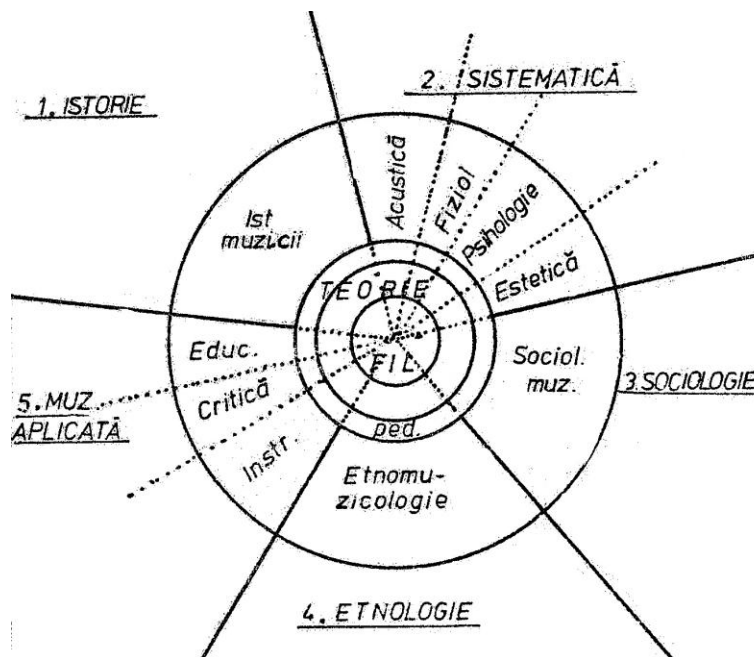 1. ISTORIE
2. SISTEMATICĂ
Acustică
Fiziol
Psihologie
Estetică
Ist
muzicii
TEORIE
FIL
ped.
Educ.
Critică
Instr.
Sociol.
muz.
3. SOCIOLOGIE
5. MUZ
APLICATĂ
Etnomu-
zicologie
4. ETNOLOGIE